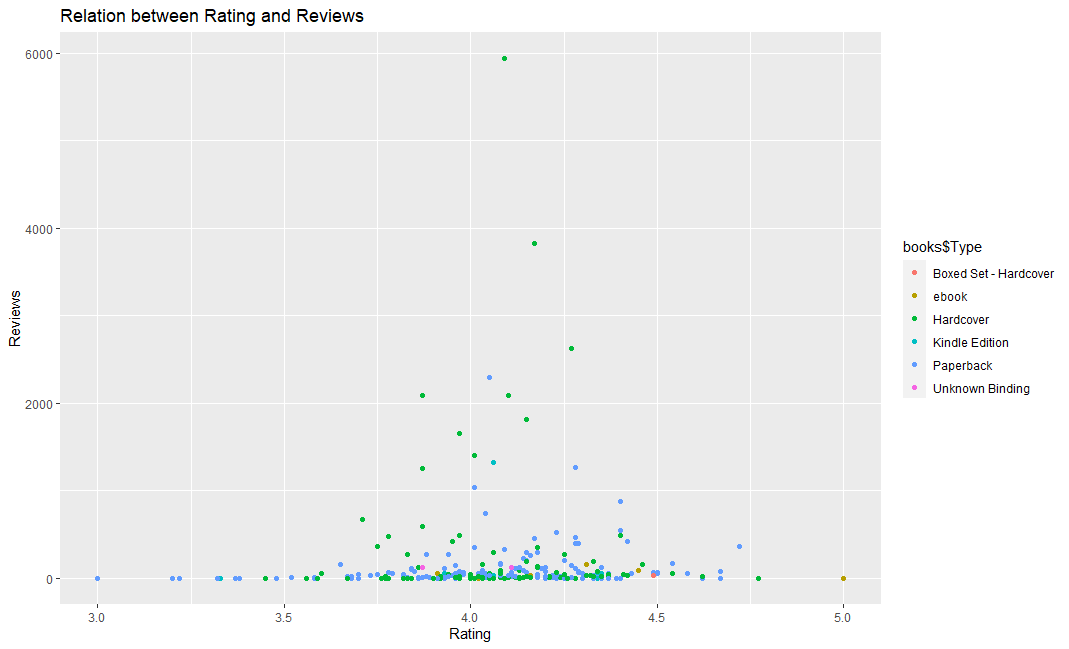 Relation between Rating and Reviews
6000
4000
2000
0
Reviews
3.0
3.5
4.0
4.5
5.0
Rating
books$Type
Boxed Set - Hardcover
ebook
Hardcover
Kindle Edition
Paperback
Unknown Binding